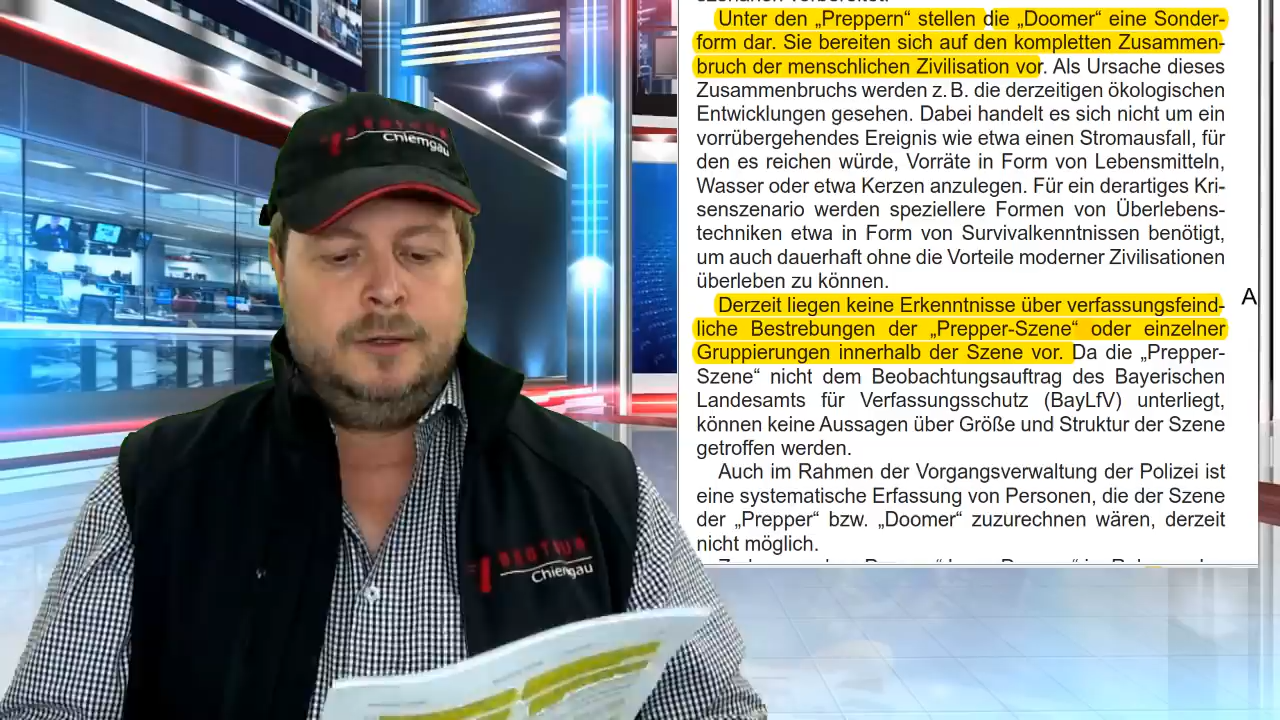 Unter den „Preppern“ stellen die „Doomer“ eine Sonder-
form dar. Sie bereiten sich auf den kompletten Zusammen-
bruch der menschlichen Zivilisation vor. Als Ursache dieses
Zusammenbruchs werden z. B. die derzeitigen ökologischen
Entwicklungen gesehen. Dabei handelt es sich nicht um ein
vorrübergehendes Ereignis wie etwa einen Stromausfall, für
den es reichen würde, Vorräte in Form von Lebensmitteln,
Wasser oder etwa Kerzen anzulegen. Für ein derartiges Kri-
senszenario werden speziellere Formen von Überlebens-
techniken etwa in Form von Survivalkenntnissen benötigt,
um auch dauerhaft ohne die Vorteile moderner Zivilisationen
überleben zu können.
Derzeit liegen keine Erkenntnisse über verfassungsfeind-
liche Bestrebungen der „Prepper-Szene“ oder einzelner
Gruppierungen innerhalb der Szene vor. Da die „Prepper-
Szene“ nicht dem Beobachtungsauftrag des Bayerischen
Landesamts für Verfassungsschutz (BayLfV) unterliegt,
können keine Aussagen über Größe und Struktur der Szene
getroffen werden.
Auch im Rahmen der Vorgangsverwaltung der Polizei ist
eine systematische Erfassung von Personen, die der Szene
der „Prepper“ bzw. „Doomer“ zuzurechnen wären, derzeit
nicht möglich.
A
Chiemgau
Chiemgau